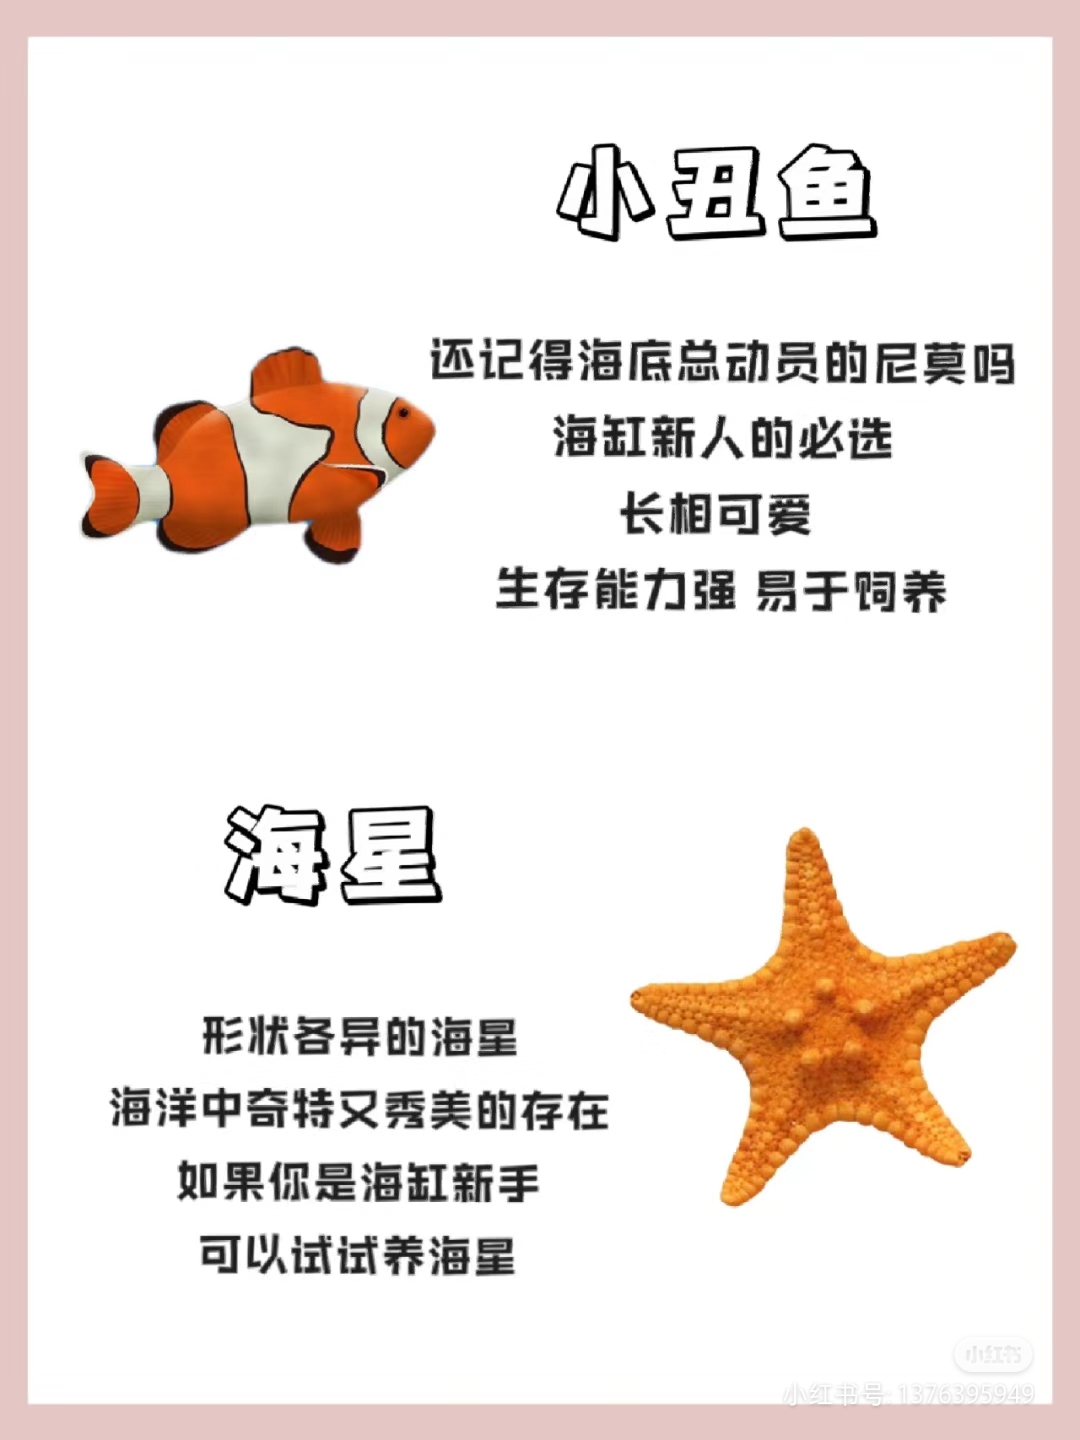 小丑鱼
还记得海底总动员的尼莫吗
海缸新人的必选
长相可爱
生存能力强 易于饲养
海星
形状各异的海星
海洋中奇特又秀美的存在
如果你是海缸新手
可以试试养海星
小红书
小红书号: 1376395949